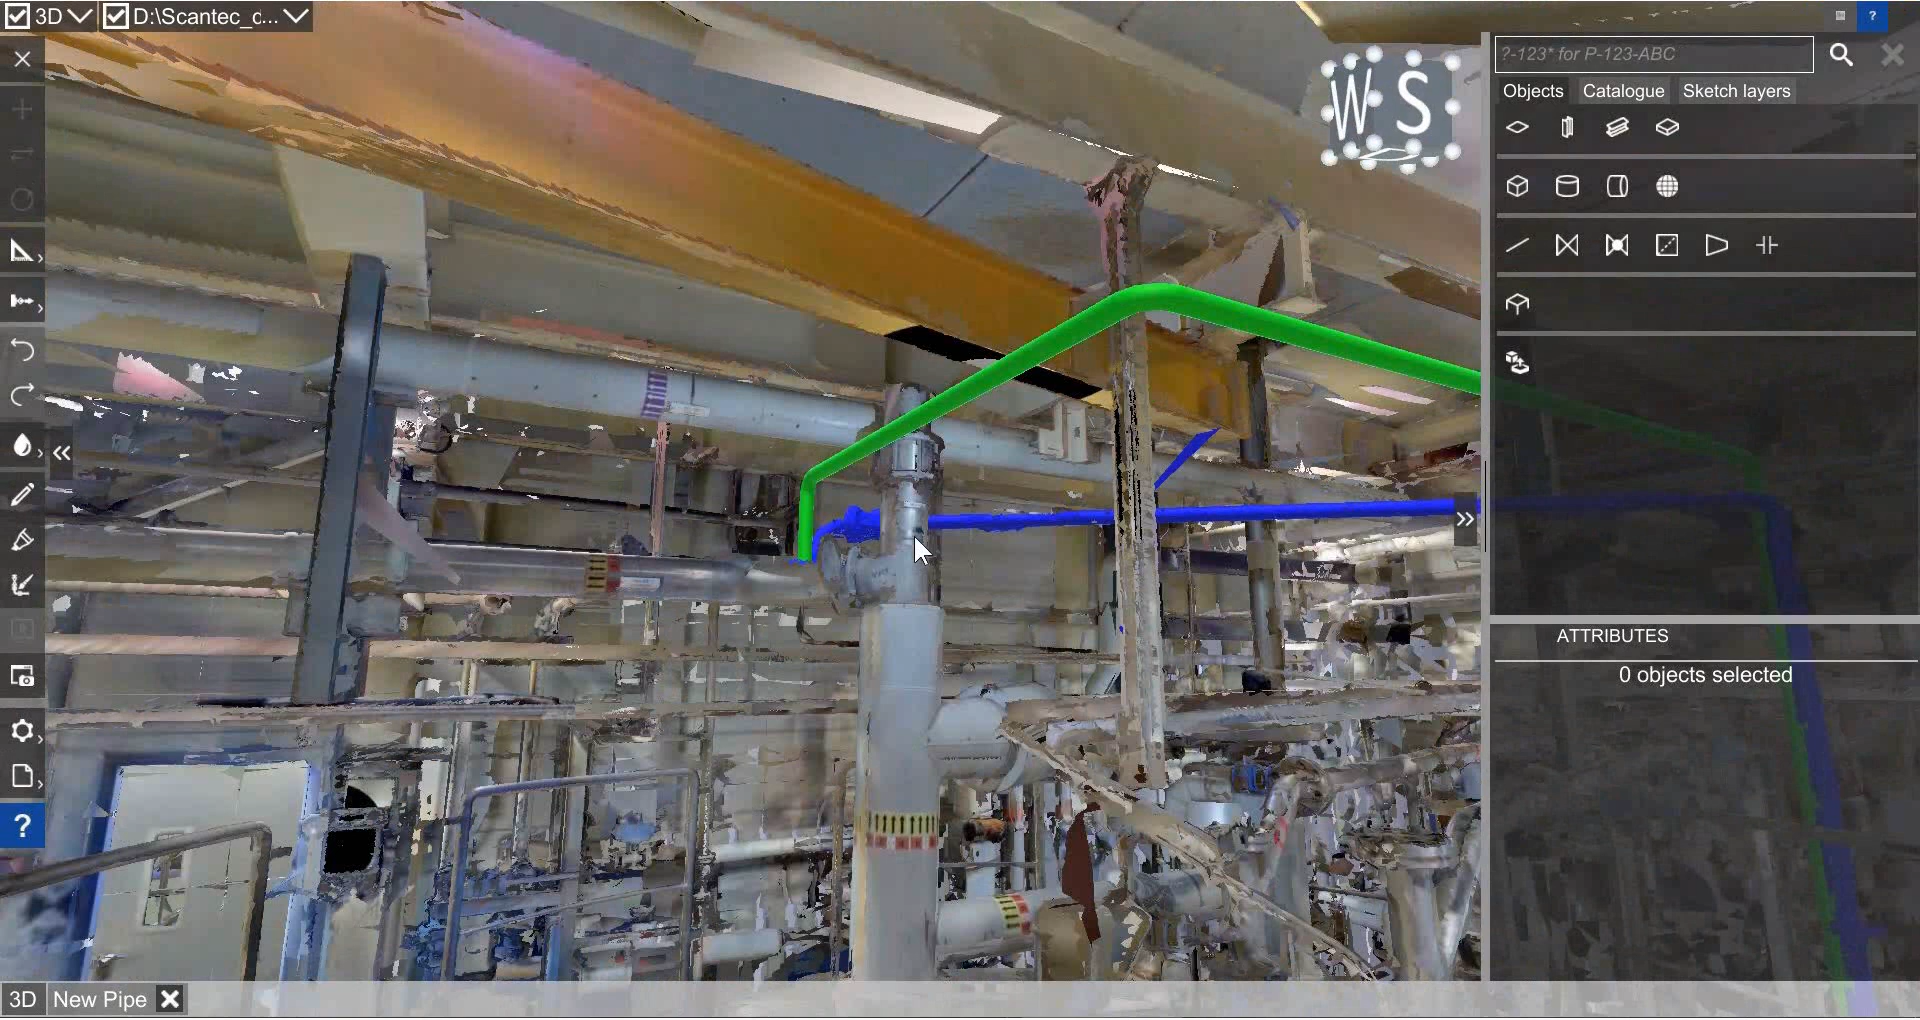 3D D:\Scantec_c...
?
?-123* for P-123-ABC
Objects Catalogue Sketch layers
W S
ATTRIBUTES
0 objects selected
?
3D New Pipe